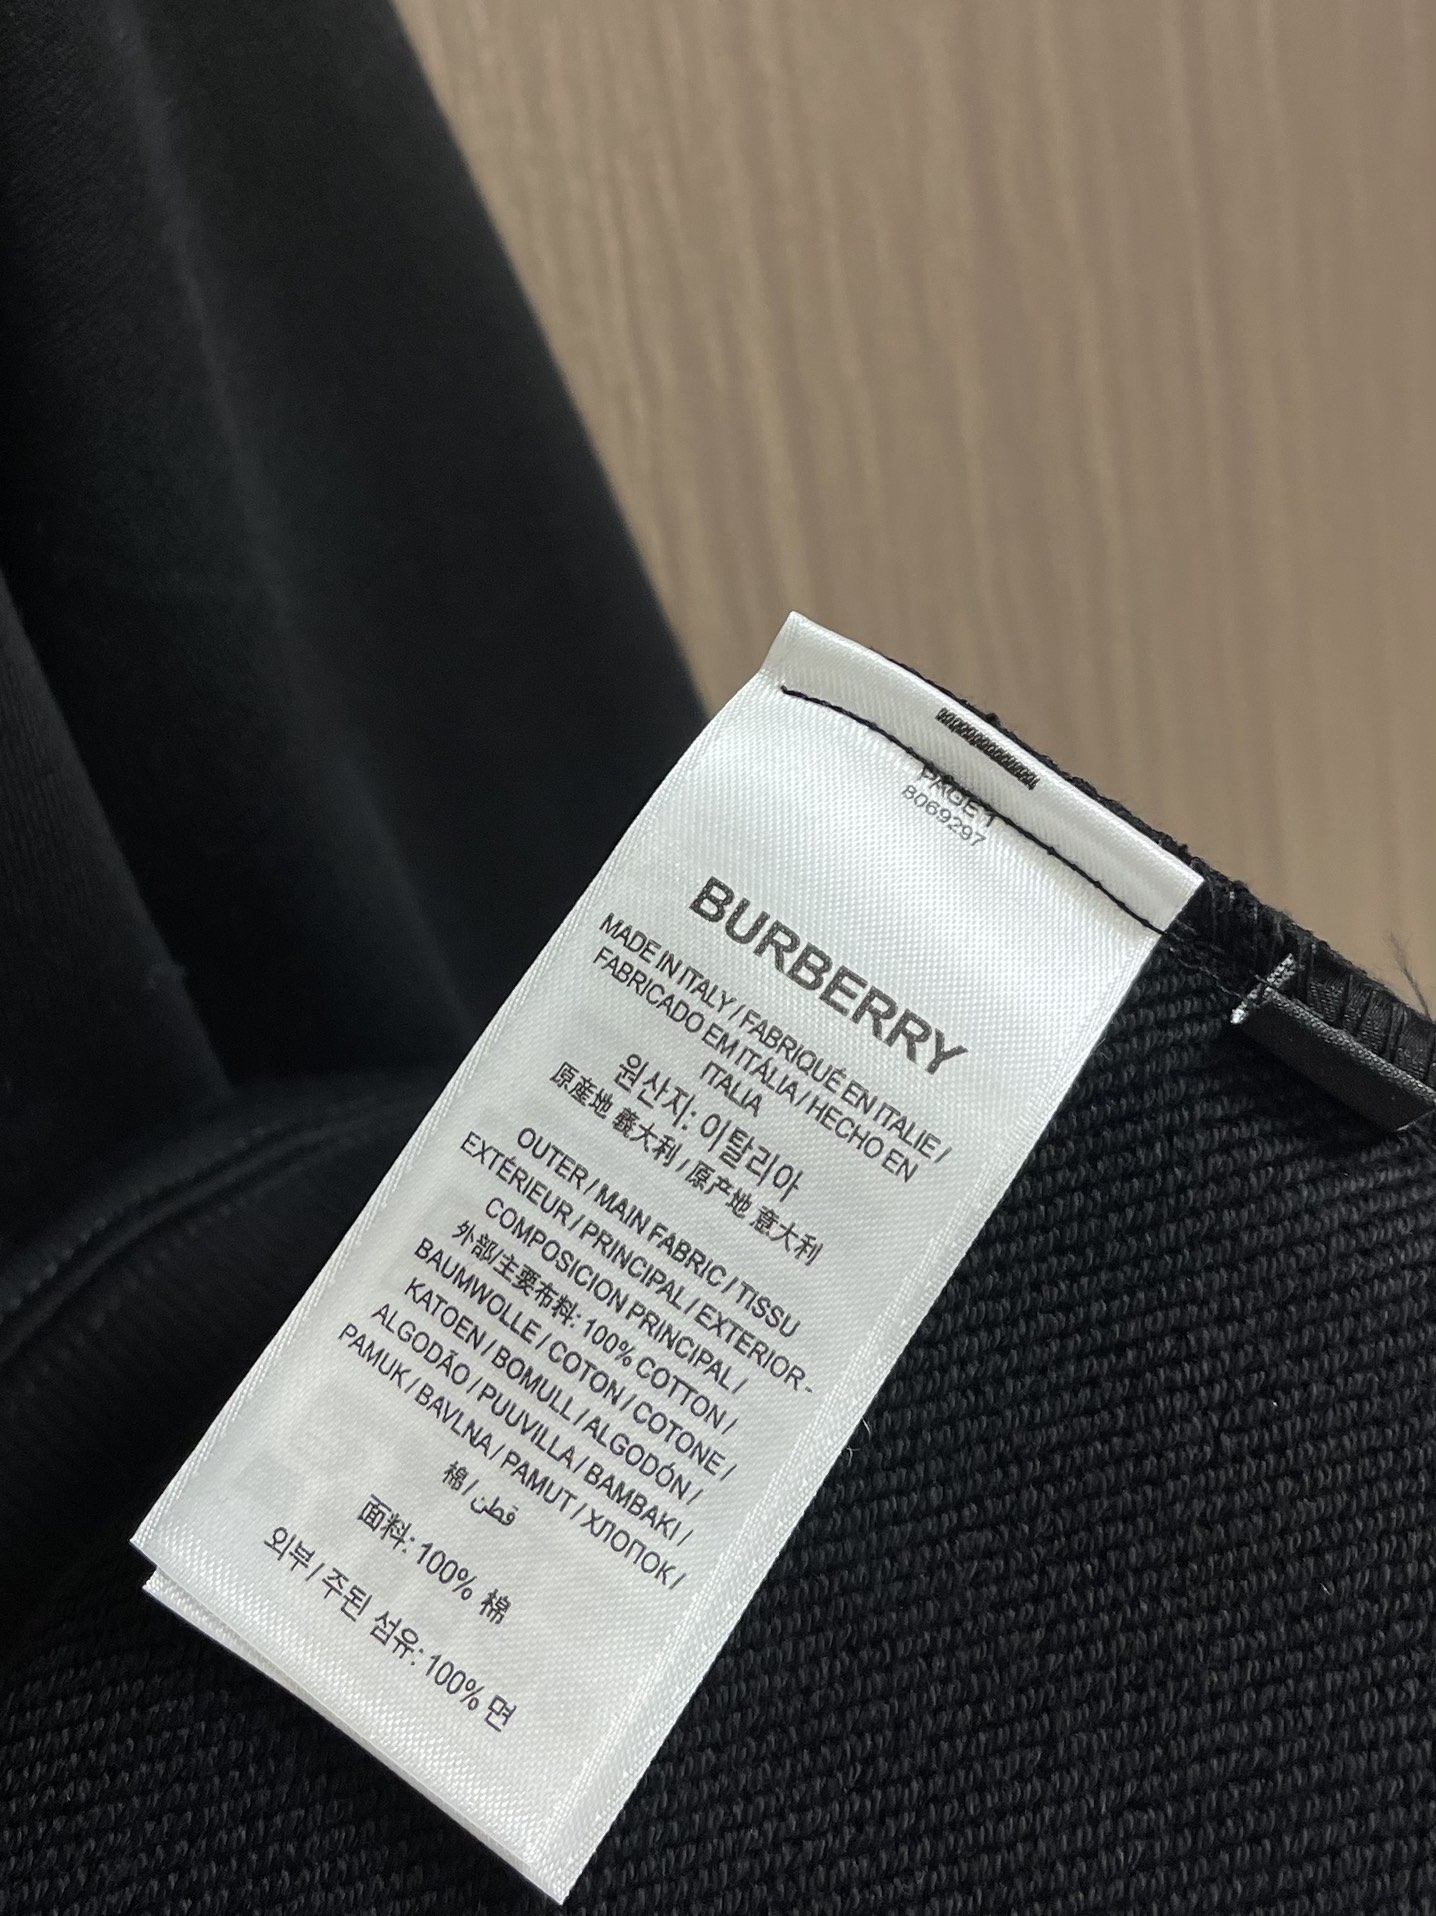 PAGE 1
8069297
BURBERRY
MADE IN ITALY / FABRIQUÉ EN ITALIE /
FABRICADO EM ITÁLIA / HECHO EN
ITALIA
원산지: 이탈리아
原産地 義大利 / 原产地 意大利
OUTER / MAIN FABRIC / TISSU
EXTÉRIEUR / PRINCIPAL / EXTERIOR -
COMPOSICION PRINCIPAL /
外部/主要布料: 100% COTTON /
BAUMWOLLE / COTON / COTONE /
KATOEN / BOMULL / ALGODÓN /
ALGODÃO / PUUVILLA / BAMBAKI /
PAMUK / BAVLNA / PAMUT / ХЛОПОК /
棉 / قطن
面料: 100% 棉
외부 / 주된 섬유: 100% 면